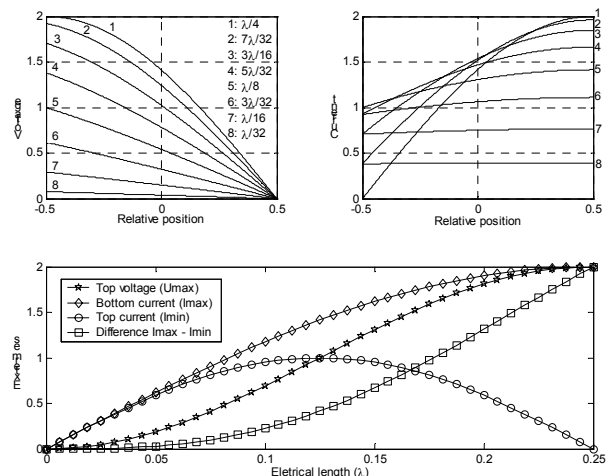 2
1.5
1
0.5
0
-0.5
0
0.5
Voltage
Relative position
1
2
3
4
5
6
7
8
1: λ/4
2: 7λ/32
3: 3λ/16
4: 5λ/32
5: λ/8
6: 3λ/32
7: λ/16
8: λ/32
2
1.5
1
0.5
0
-0.5
0
0.5
Current
Relative position
1
2
3
4
5
6
7
8
2
1.5
1
0.5
0
0
0.05
0.1
0.15
0.2
0.25
Extremes
Eletrical length (λ)
Top voltage (Umax)
Bottom current (Imax)
Top current (Imin)
Difference Imax - Imin